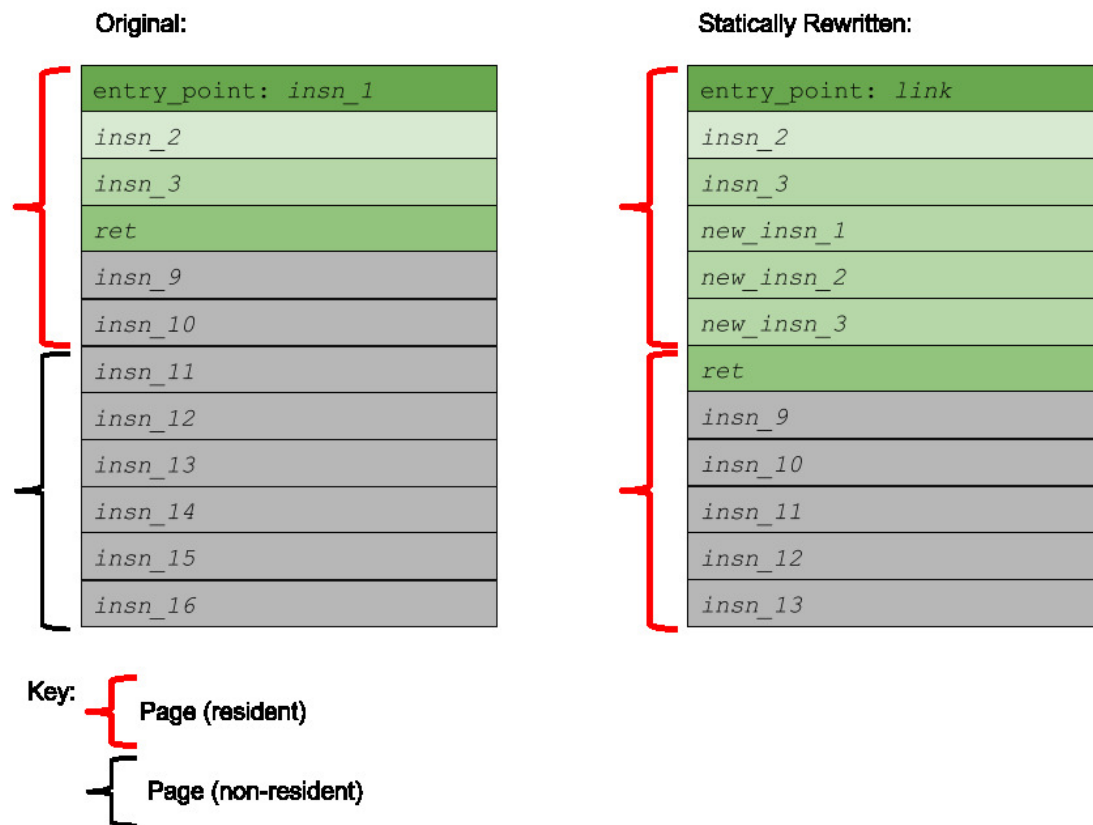 Original:
entry_point: insn_1
insn_2
insn_3
ret
insn_9
insn_10
insn_11
insn_12
insn_13
insn_14
insn_15
insn_16
Statically Rewritten:
entry_point: link
insn_2
insn_3
new_insn_1
new_insn_2
new_insn_3
ret
insn_9
insn_10
insn_11
insn_12
insn_13
Key:
Page (resident)
Page (non-resident)